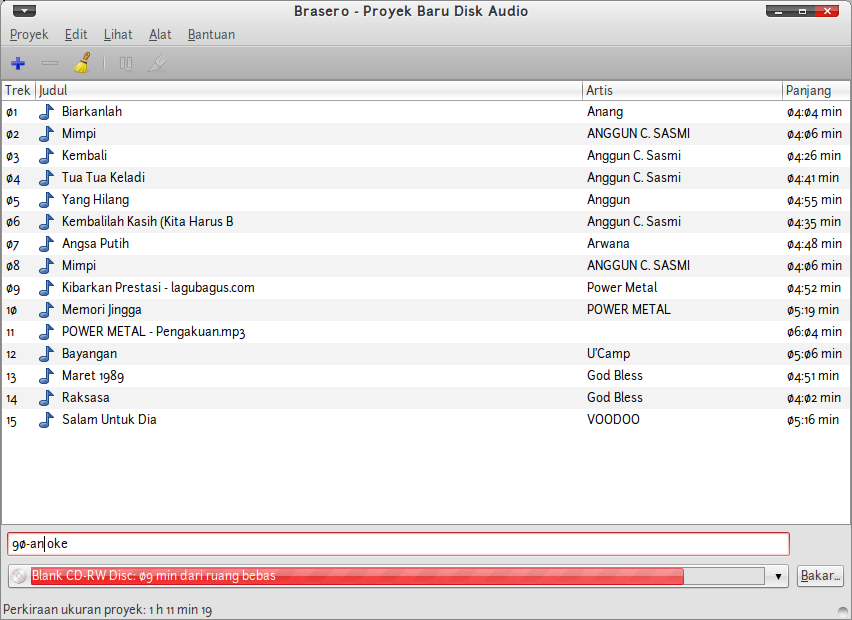 Brasero - Proyek Baru Disk Audio
Proyek Edit Lihat Alat Bantuan
Trek Judul Artis Panjang
01 Biarkanlah Anang 04:04 min
02 Mimpi ANGGUN C. SASMI 04:06 min
03 Kembali Anggun C. Sasmi 04:26 min
04 Tua Tua Keladi Anggun C. Sasmi 04:41 min
05 Yang Hilang Anggun 04:55 min
06 Kembalilah Kasih (Kita Harus B Anggun C. Sasmi 04:35 min
07 Angsa Putih Arwana 04:48 min
08 Mimpi ANGGUN C. SASMI 04:06 min
09 Kibarkan Prestasi - lagubagus.com Power Metal 04:52 min
10 Memori Jingga POWER METAL 05:19 min
11 POWER METAL - Pengakuan.mp3 06:04 min
12 Bayangan U'Camp 05:06 min
13 Maret 1989 God Bless 04:51 min
14 Raksasa God Bless 04:02 min
15 Salam Untuk Dia VOODOO 05:16 min
90-anoke
Blank CD-RW Disc: 09 min dari ruang bebas
Bakar...
Perkiraan ukuran proyek: 1 h 11 min 19